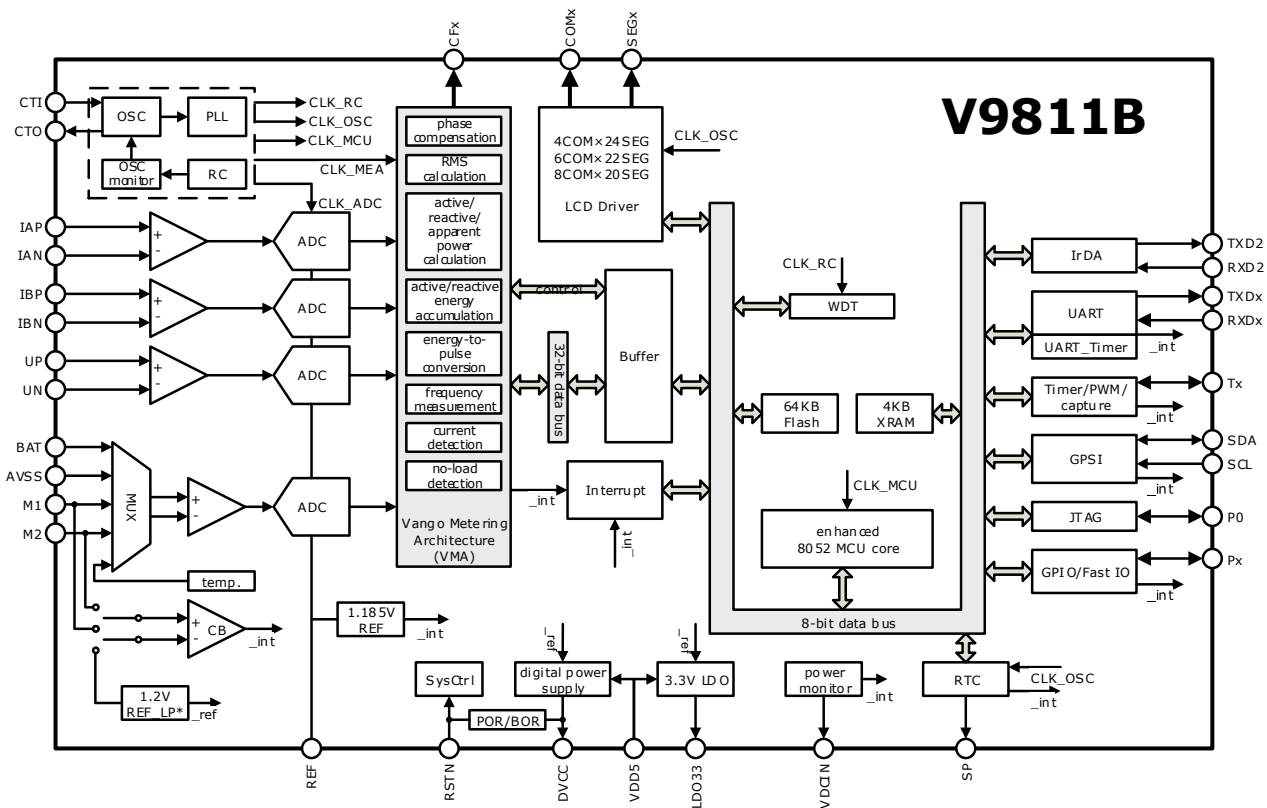 CFx
COMx
SEGx
V9811B
CTI
CTO
OSC
PLL
OSC
monitor
RC
CLK_RC
CLK_OSC
CLK_MCU
CLK_MEA
CLK_ADC
IAP
IAN
+
-
ADC
IBP
IBN
+
-
ADC
UP
UN
+
-
ADC
BAT
AVSS
M1
M2
MUX
+
-
ADC
temp.
+
-
CB
_int
1.2V
REF_LP*
_ref
1.185V
REF
_int
phase
compensation
RMS
calculation
active/
reactive/
apparent
power
calculation
active/reactive
energy
accumulation
energy-to-
pulse
conversion
frequency
measurement
current
detection
no-load
detection
Vango Metering
Architecture
(VMA)
4COM×24SEG
6COM×22SEG
8COM×20SEG
LCD Driver
CLK_OSC
control
32-bit data bus
Buffer
_int
Interrupt
_int
CLK_RC
WDT
64KB
Flash
4KB
XRAM
CLK_MCU
enhanced
8052 MCU core
8-bit data bus
IrDA
TXD2
RXD2
UART
UART_Timer
_int
TXDx
RXDx
Timer/PWM/
capture
_int
Tx
GPSI
_int
SDA
SCL
JTAG
P0
GPIO/Fast IO
_int
Px
SysCtrl
POR/BOR
_ref
digital power
supply
_ref
3.3V LDO
power
monitor
_int
RTC
CLK_OSC
_int
REF
RSTN
DVCC
VDD5
LDO33
VDCIN
SP